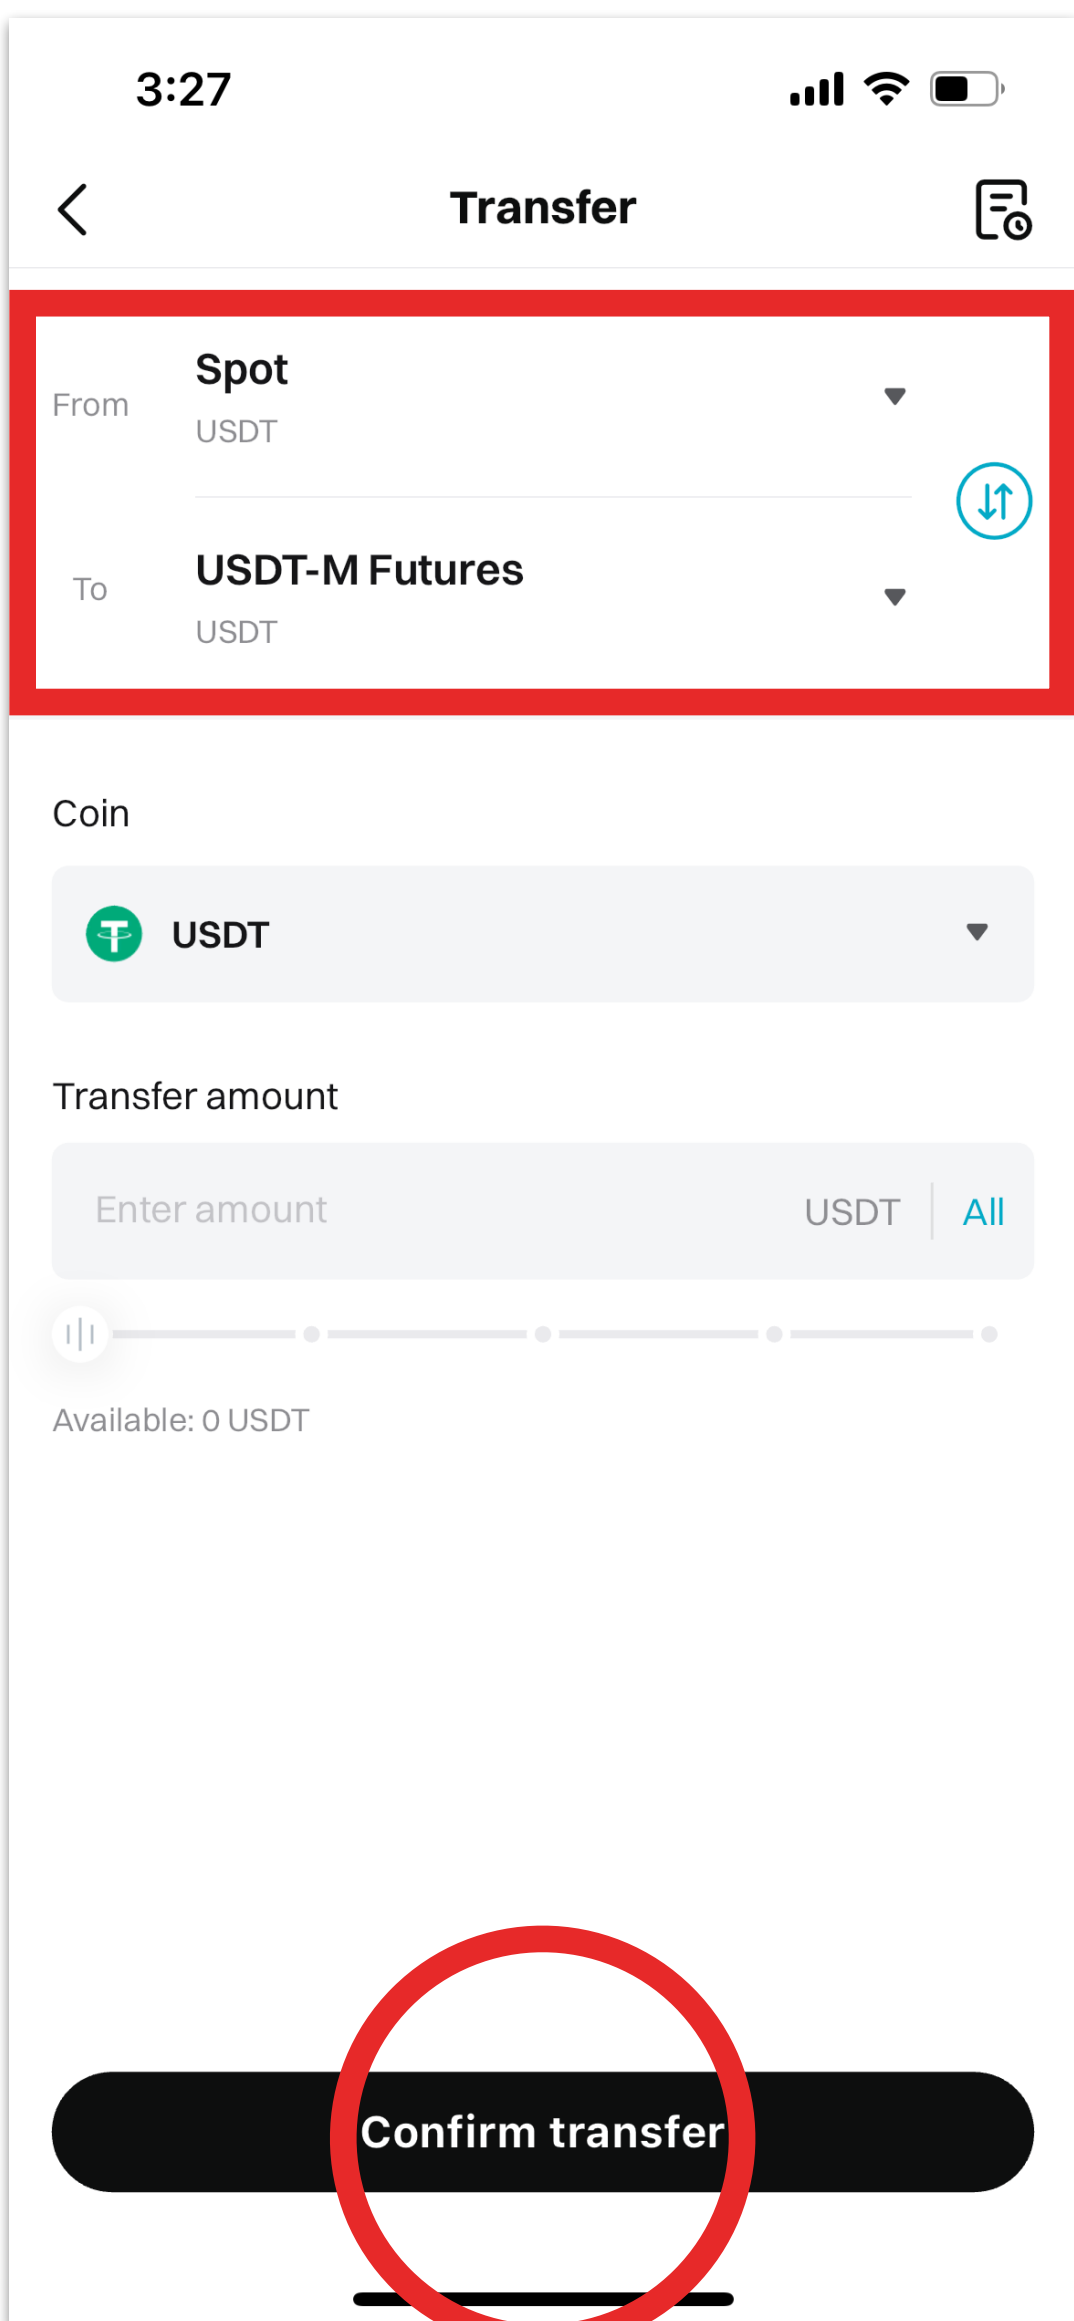 3:27
Transfer
From
Spot
USDT
To
USDT-M Futures
USDT
Coin
USDT
Transfer amount
Enter amount USDT All
Available: 0 USDT
Confirm transfer